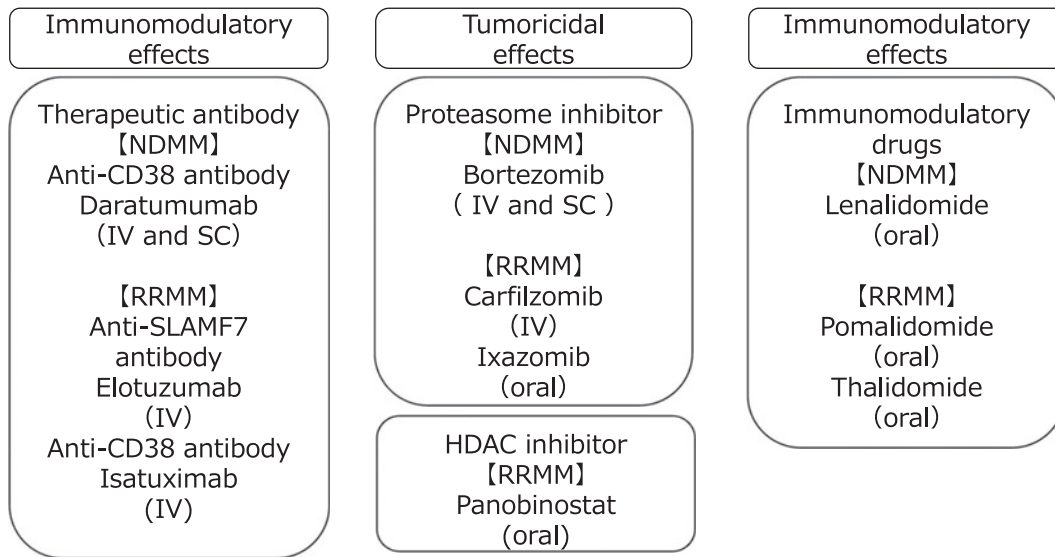 Immunomodulatory
effects
Therapeutic antibody
【NDMM】
Anti-CD38 antibody
Daratumumab
(IV and SC)
【RRMM】
Anti-SLAMF7
antibody
Elotuzumab
(IV)
Anti-CD38 antibody
Isatuximab
(IV)
Tumoricidal
effects
Proteasome inhibitor
【NDMM】
Bortezomib
( IV and SC )
【RRMM】
Carfilzomib
(IV)
Ixazomib
(oral)
HDAC inhibitor
【RRMM】
Panobinostat
(oral)
Immunomodulatory
effects
Immunomodulatory
drugs
【NDMM】
Lenalidomide
(oral)
【RRMM】
Pomalidomide
(oral)
Thalidomide
(oral)